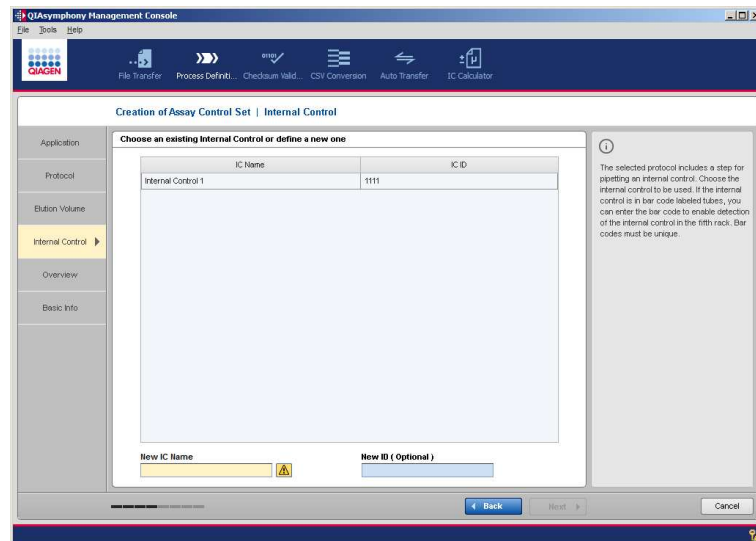 QIAsymphony Management Console
File Tools Help
QIAGEN
File Transfer Process Definiti... Checksum Valid... CSV Conversion Auto Transfer IC Calculator
Creation of Assay Control Set | Internal Control
Application
Protocol
Elution Volume
Internal Control
Overview
Basic Info
Choose an existing Internal Control or define a new one
IC Name IC ID
Internal Control 1 1111
New IC Name New ID ( Optional )
The selected protocol includes a step for
pipetting an internal control. Choose the
internal control to be used. If the internal
control is in bar code labeled tubes, you
can enter the bar code to enable detection
of the internal control in the fifth rack. Bar
codes must be unique.
Back Next Cancel